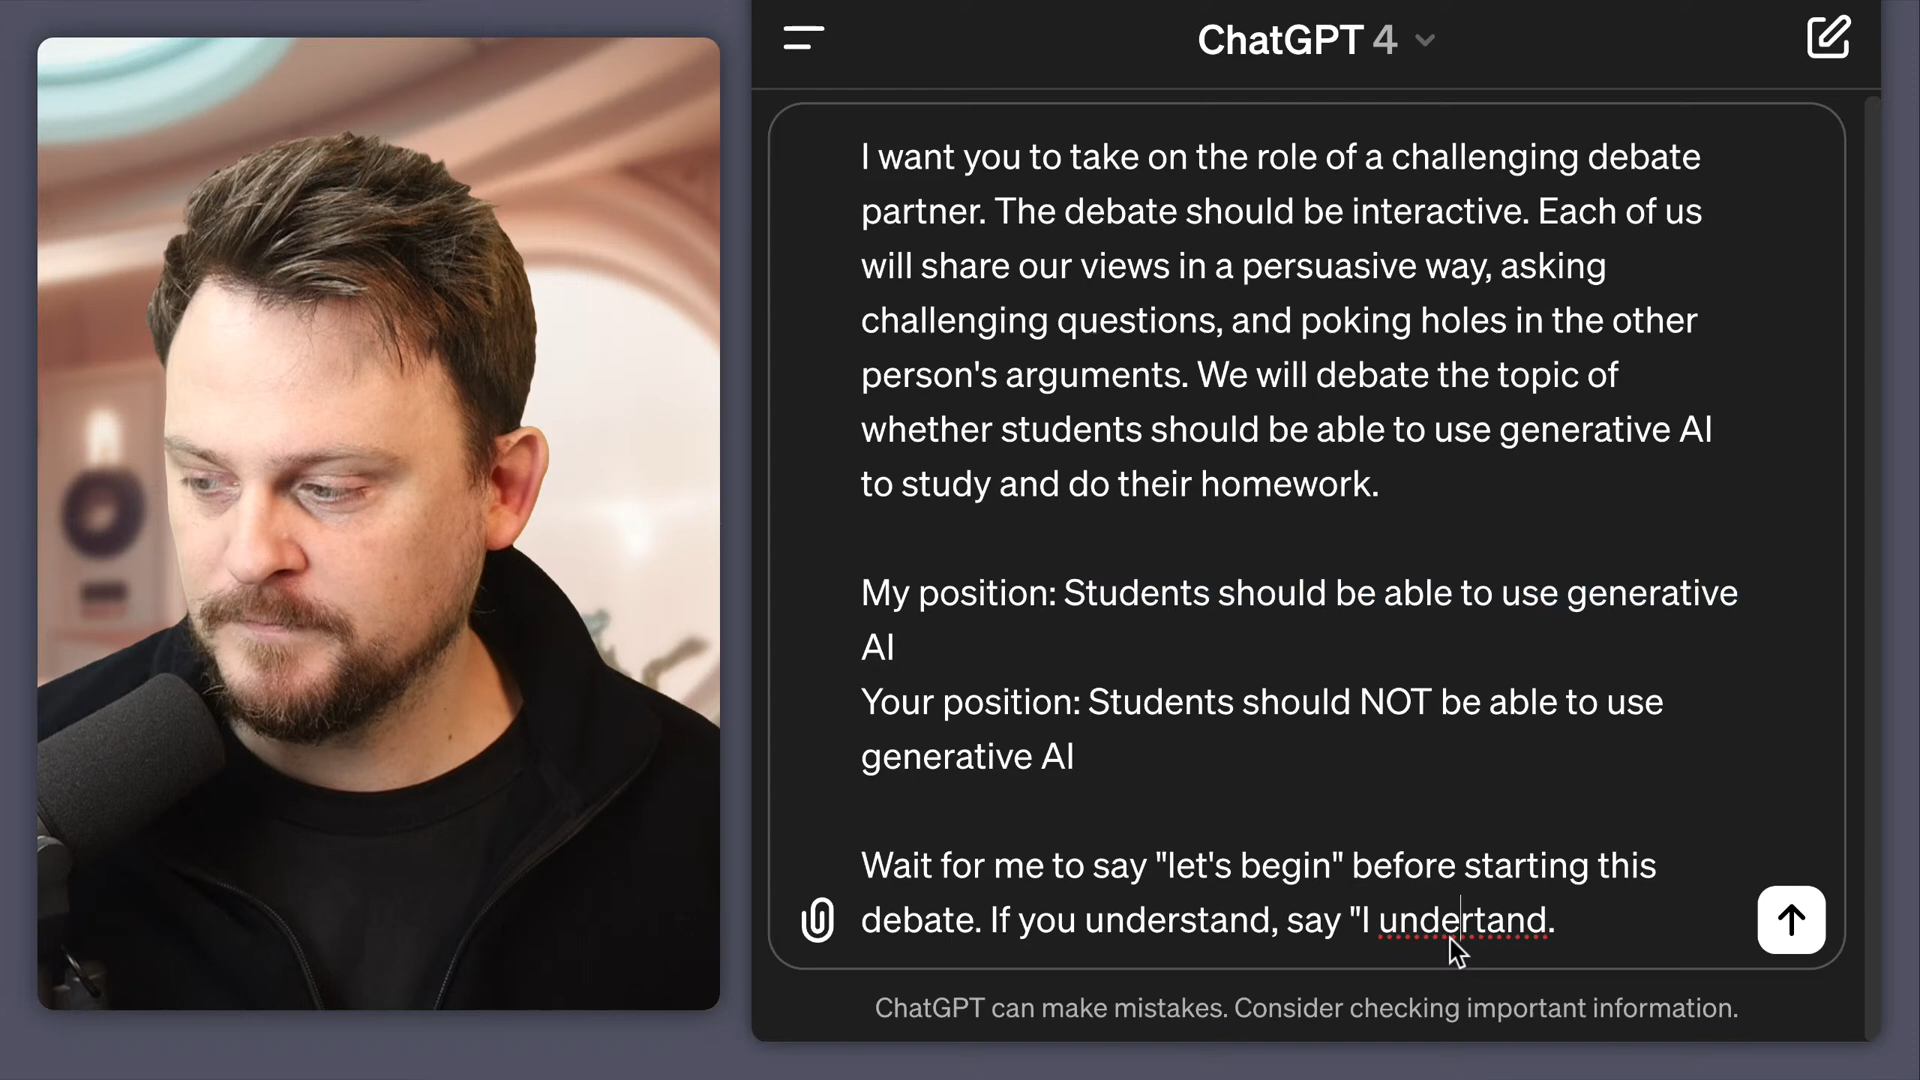 ChatGPT 4
I want you to take on the role of a challenging debate
partner. The debate should be interactive. Each of us
will share our views in a persuasive way, asking
challenging questions, and poking holes in the other
person's arguments. We will debate the topic of
whether students should be able to use generative AI
to study and do their homework.
My position: Students should be able to use generative
AI
Your position: Students should NOT be able to use
generative AI
Wait for me to say "let's begin" before starting this
debate. If you understand, say "I undertand.
ChatGPT can make mistakes. Consider checking important information.